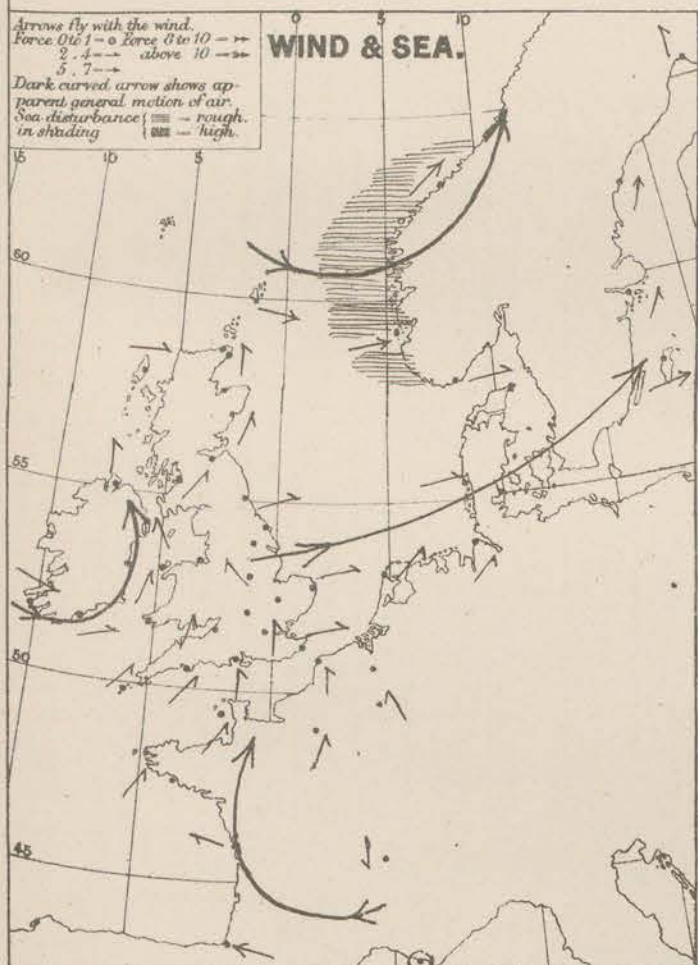 Arrows fly with the wind.
Force 0 to 1 – o Force 8 to 10 –
2 . 4 – above 10 –
5 . 7 –
Dark curved arrow shows ap-
parent general motion of air.
Sea disturbance { – rough.
in shading { – high.
WIND & SEA.
15 10 5 0 5 10
60
55
50
45